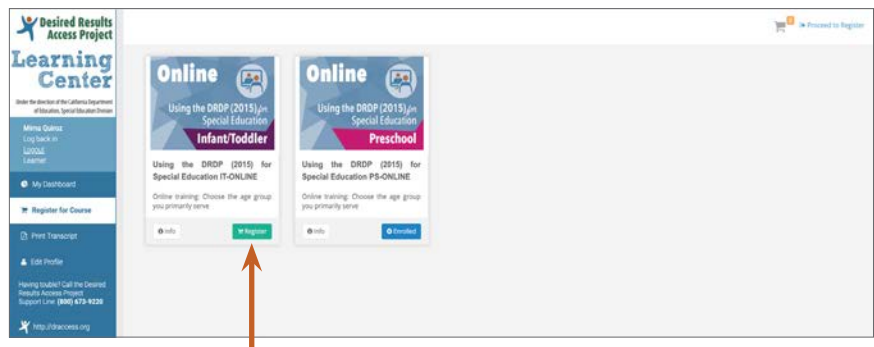 Desired Results
Access Project
Learning
Center
Under the direction of the California Department
of Education, Special Education Division
Mirna Quiroz
Log back in
Logout
Learner
My Dashboard
Register for Course
Print Transcript
Edit Profile
Having touble? Call the Desired
Results Access Project
Support Line (800) 673-9220
http://draccess.org
Proceed to Register
Online
Using the DRDP (2015) for
Special Education
Infant/Toddler
Using the DRDP (2015) for
Special Education IT-ONLINE
Online training: Choose the age group
you primarily serve
Info
Register
Online
Using the DRDP (2015) for
Special Education
Preschool
Using the DRDP (2015) for
Special Education PS-ONLINE
Online training: Choose the age group
you primarily serve
Info
Enrolled